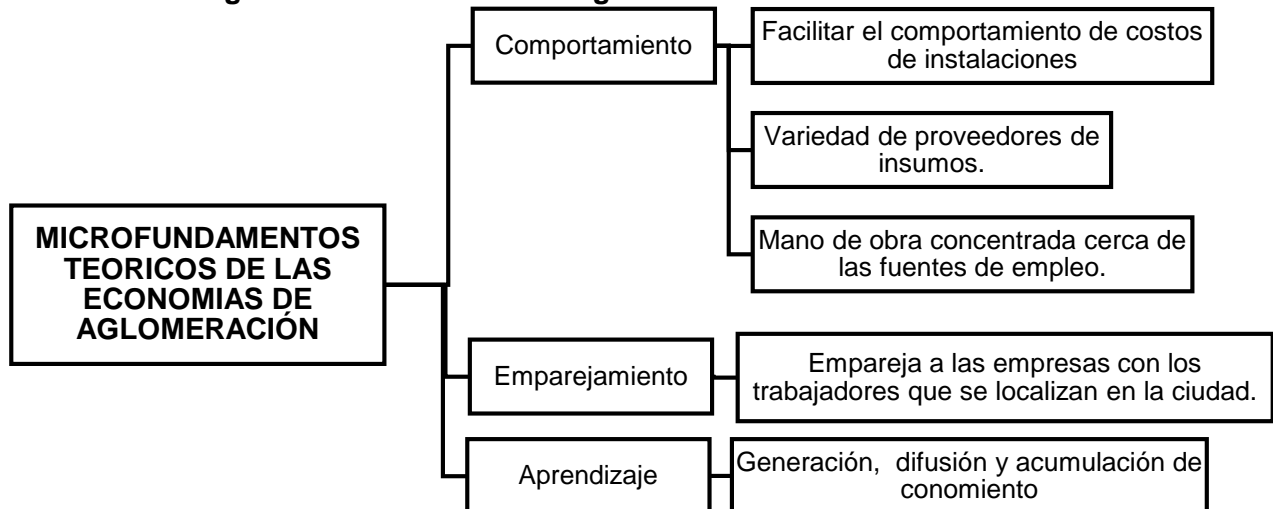 Comportamiento
Facilitar el comportamiento de costos
de instalaciones
Variedad de proveedores de
insumos.
Mano de obra concentrada cerca de
las fuentes de empleo.
MICROFUNDAMENTOS
TEORICOS DE LAS
ECONOMIAS DE
AGLOMERACIÓN
Emparejamiento
Empareja a las empresas con los
trabajadores que se localizan en la ciudad.
Aprendizaje
Generación, difusión y acumulación de
conomiento